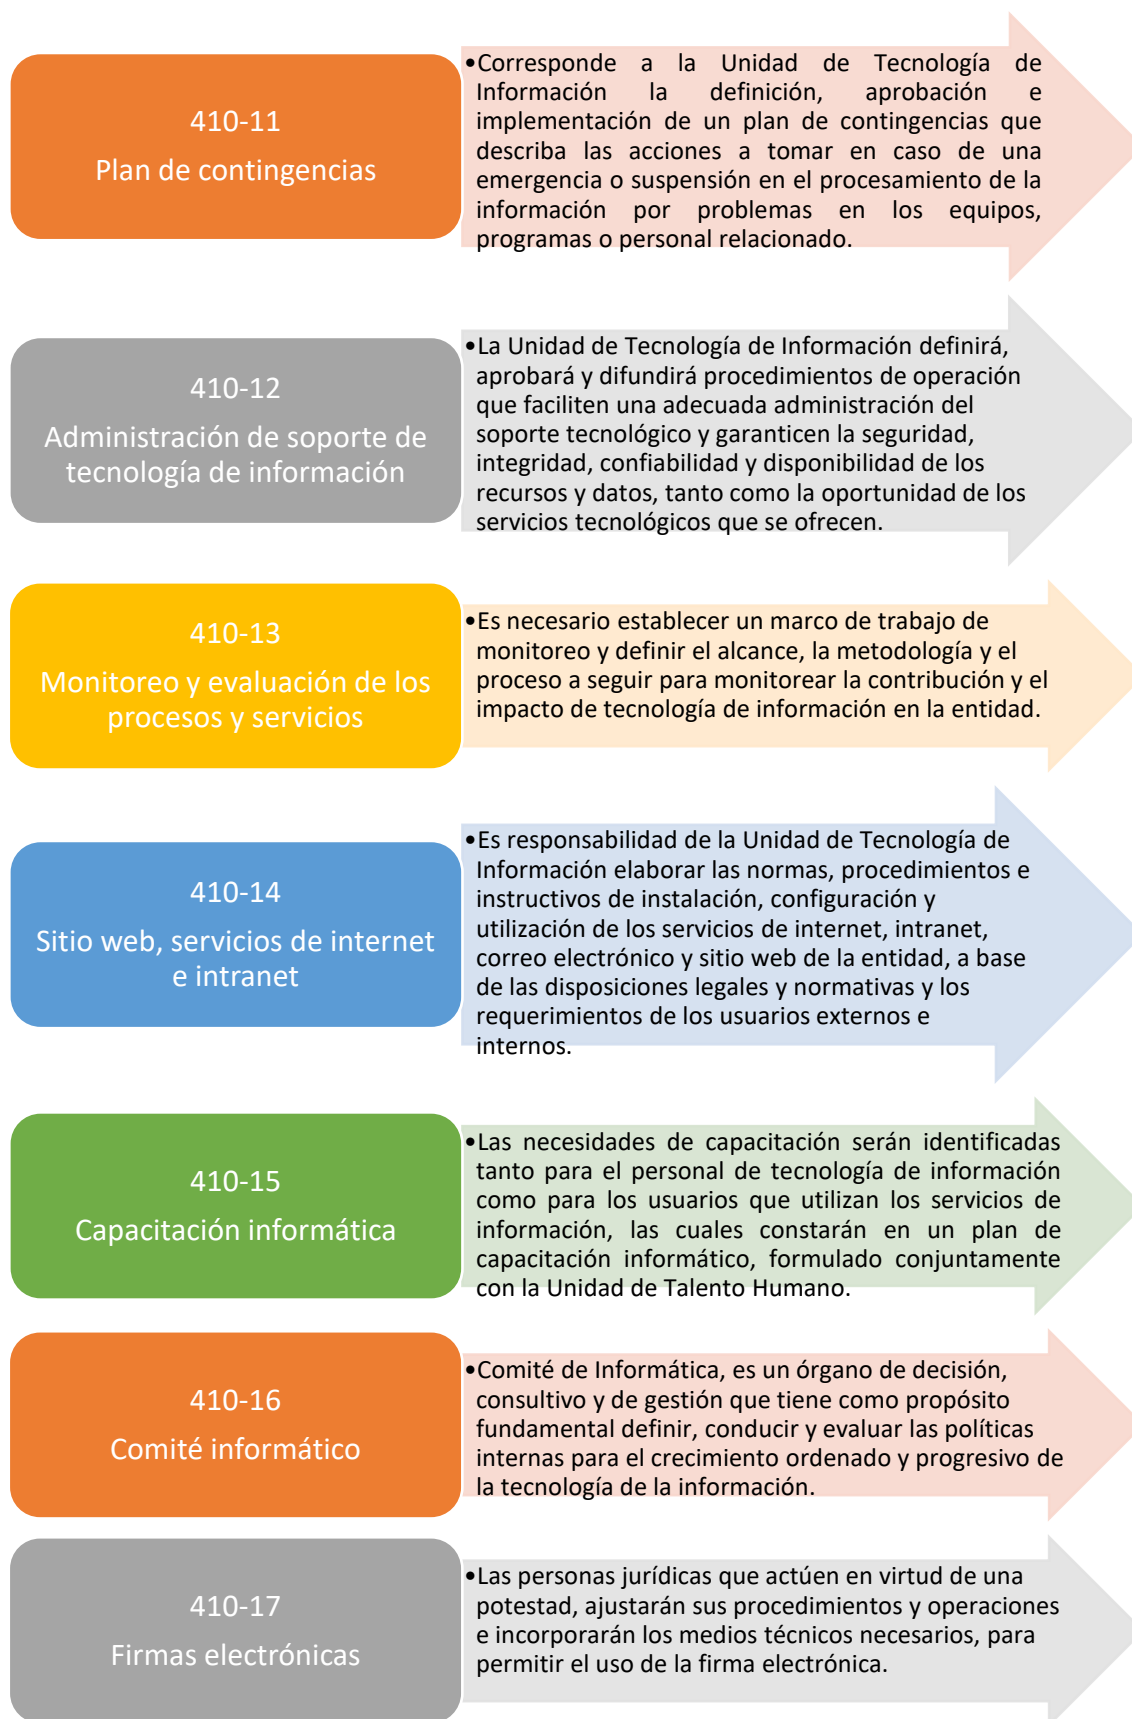 410-11
Plan de contingencias
•Corresponde a la Unidad de Tecnología de
Información la definición, aprobación e
implementación de un plan de contingencias que
describa las acciones a tomar en caso de una
emergencia o suspensión en el procesamiento de la
información por problemas en los equipos,
programas o personal relacionado.
410-12
Administración de soporte de
tecnología de información
•La Unidad de Tecnología de Información definirá,
aprobará y difundirá procedimientos de operación
que faciliten una adecuada administración del
soporte tecnológico y garanticen la seguridad,
integridad, confiabilidad y disponibilidad de los
recursos y datos, tanto como la oportunidad de los
servicios tecnológicos que se ofrecen.
410-13
Monitoreo y evaluación de los
procesos y servicios
•Es necesario establecer un marco de trabajo de
monitoreo y definir el alcance, la metodología y el
proceso a seguir para monitorear la contribución y el
impacto de tecnología de información en la entidad.
410-14
Sitio web, servicios de internet
e intranet
•Es responsabilidad de la Unidad de Tecnología de
Información elaborar las normas, procedimientos e
instructivos de instalación, configuración y
utilización de los servicios de internet, intranet,
correo electrónico y sitio web de la entidad, a base
de las disposiciones legales y normativas y los
requerimientos de los usuarios externos e
internos.
410-15
Capacitación informática
•Las necesidades de capacitación serán identificadas
tanto para el personal de tecnología de información
como para los usuarios que utilizan los servicios de
información, las cuales constarán en un plan de
capacitación informático, formulado conjuntamente
con la Unidad de Talento Humano.
410-16
Comité informático
•Comité de Informática, es un órgano de decisión,
consultivo y de gestión que tiene como propósito
fundamental definir, conducir y evaluar las políticas
internas para el crecimiento ordenado y progresivo de
la tecnología de la información.
410-17
Firmas electrónicas
•Las personas jurídicas que actúen en virtud de una
potestad, ajustarán sus procedimientos y operaciones
e incorporarán los medios técnicos necesarios, para
permitir el uso de la firma electrónica.